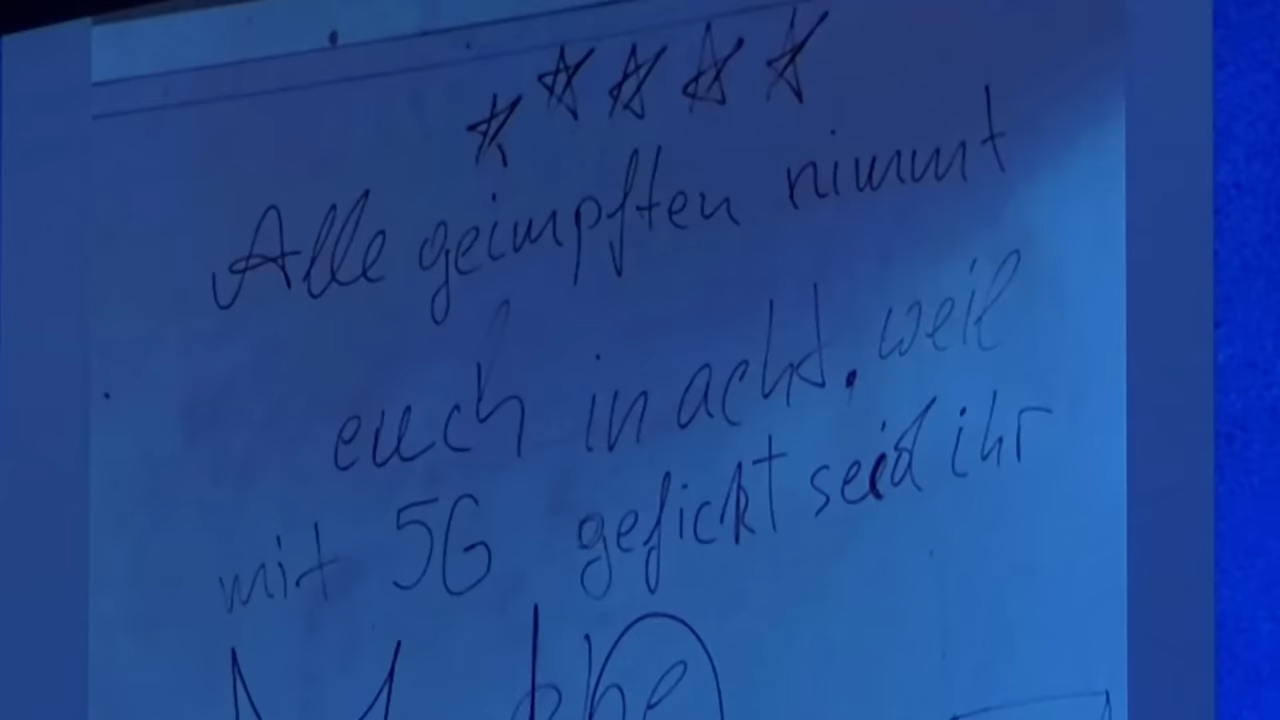 Alle geimpften nimmt
euch in acht, weil
mit 5G gefickt seid ihr